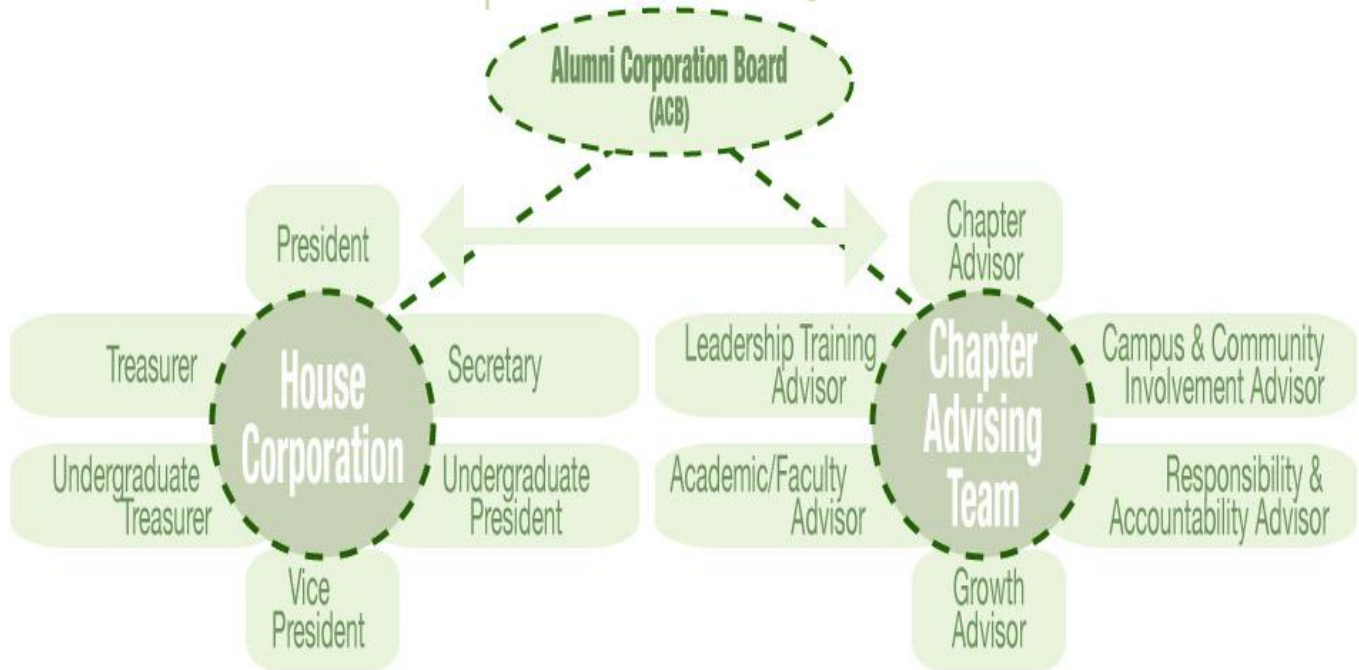 Alumni Corporation Board
(ACB)
President
Chapter
Advisor
Treasurer
House
Corporation
Secretary
Undergraduate
Treasurer
Undergraduate
President
Vice
President
Leadership Training
Advisor
Chapter
Advising
Team
Campus & Community
Involvement Advisor
Academic/Faculty
Advisor
Responsibility &
Accountability Advisor
Growth
Advisor